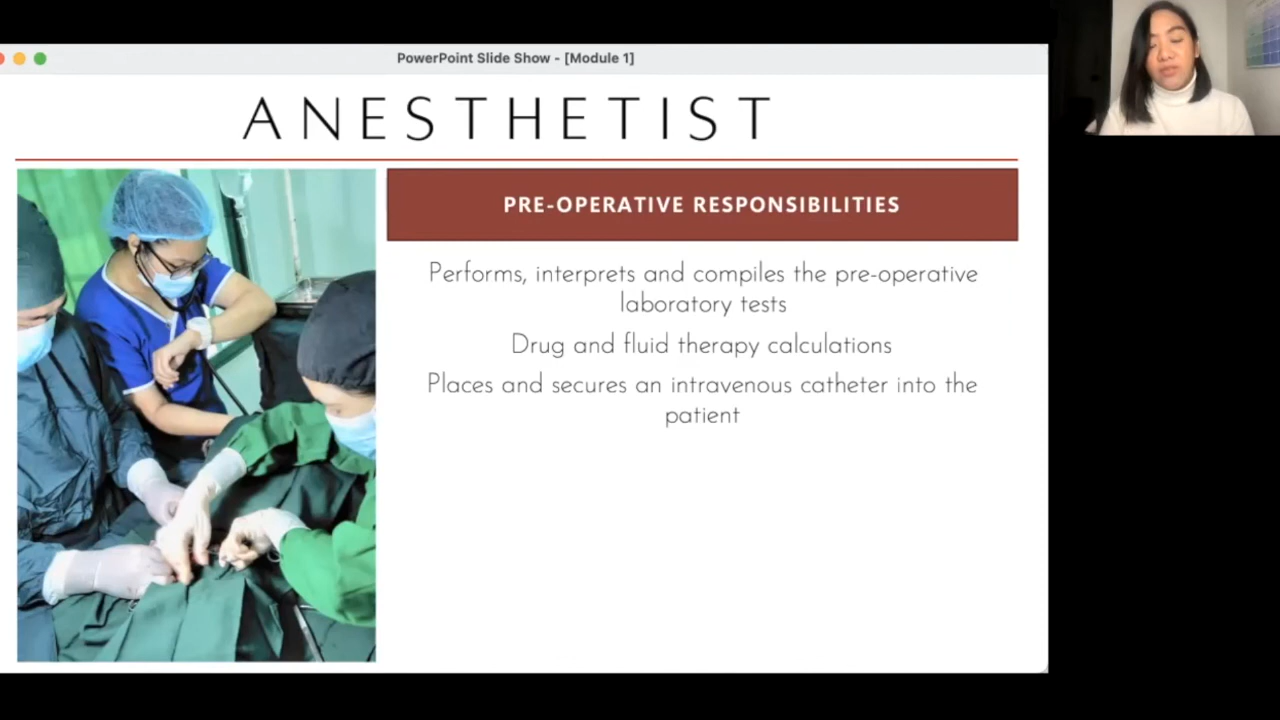 PowerPoint Slide Show - [Module 1]
ANESTHETIST
PRE-OPERATIVE RESPONSIBILITIES
Performs, interprets and compiles the pre-operative
laboratory tests
Drug and fluid therapy calculations
Places and secures an intravenous catheter into the
patient